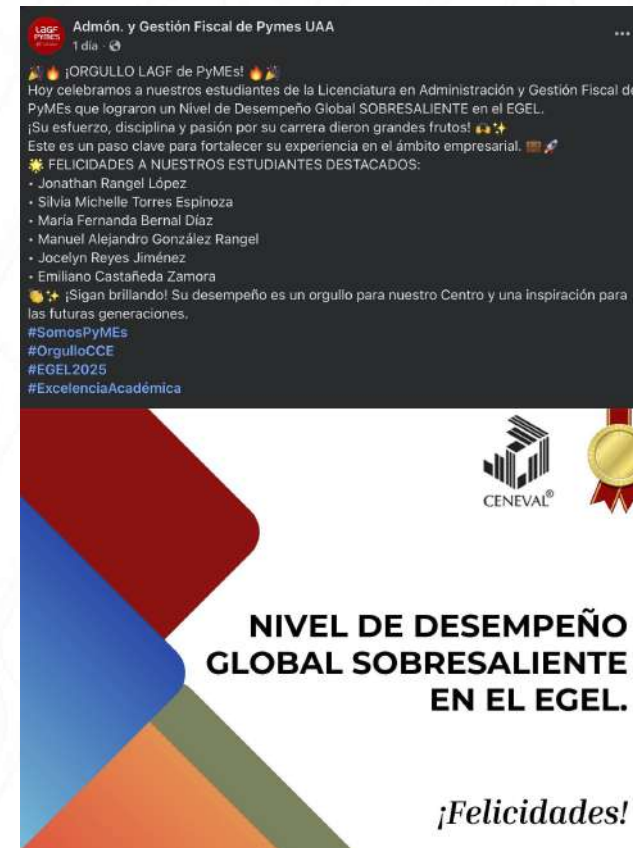 LAGF
PYMES
Admón. y Gestión Fiscal de Pymes UAA
1 día
🎉🔥 ¡ORGULLO LAGF de PyMEs! 🔥🎉
Hoy celebramos a nuestros estudiantes de la Licenciatura en Administración y Gestión Fiscal de
PyMEs que lograron un Nivel de Desempeño Global SOBRESALIENTE en el EGEL.
¡Su esfuerzo, disciplina y pasión por su carrera dieron grandes frutos! 🙌✨
Este es un paso clave para fortalecer su experiencia en el ámbito empresarial. 💼🚀
🌟 FELICIDADES A NUESTROS ESTUDIANTES DESTACADOS:
• Jonathan Rangel López
• Silvia Michelle Torres Espinoza
• María Fernanda Bernal Díaz
• Manuel Alejandro González Rangel
• Jocelyn Reyes Jiménez
• Emiliano Castañeda Zamora
👏✨ ¡Sigan brillando! Su desempeño es un orgullo para nuestro Centro y una inspiración para
las futuras generaciones.
#SomosPyMEs
#OrgulloCCE
#EGEL2025
#ExcelenciaAcadémica
CENEVAL®
NIVEL DE DESEMPEÑO
GLOBAL SOBRESALIENTE
EN EL EGEL.
¡Felicidades!